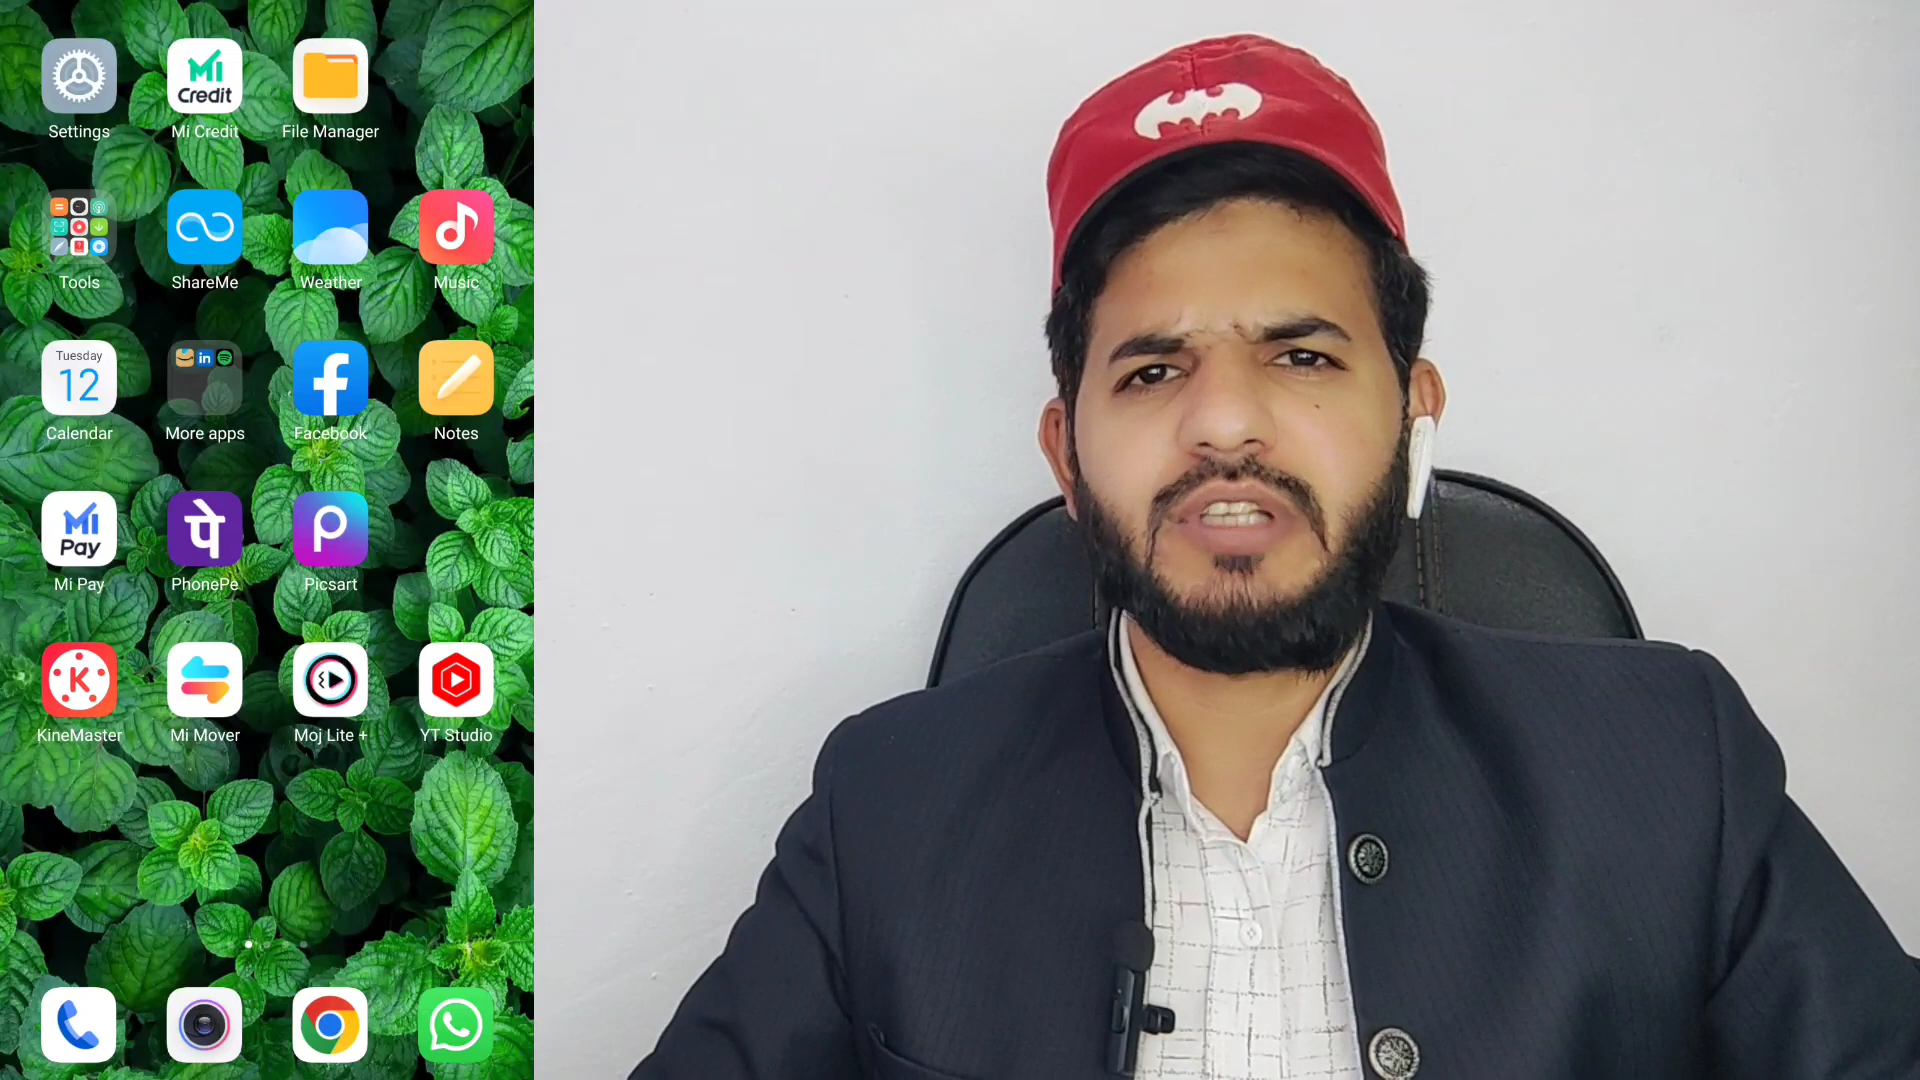 Mi
Credit
Settings
Mi Credit
File Manager
Tools
ShareMe
Weather
Music
Tuesday
12
in
Calendar
More apps
Facebook
Notes
Mi
Pay
पे
Mi Pay
PhonePe
Picsart
K
KineMaster
Mi Mover
Moj Lite +
YT Studio